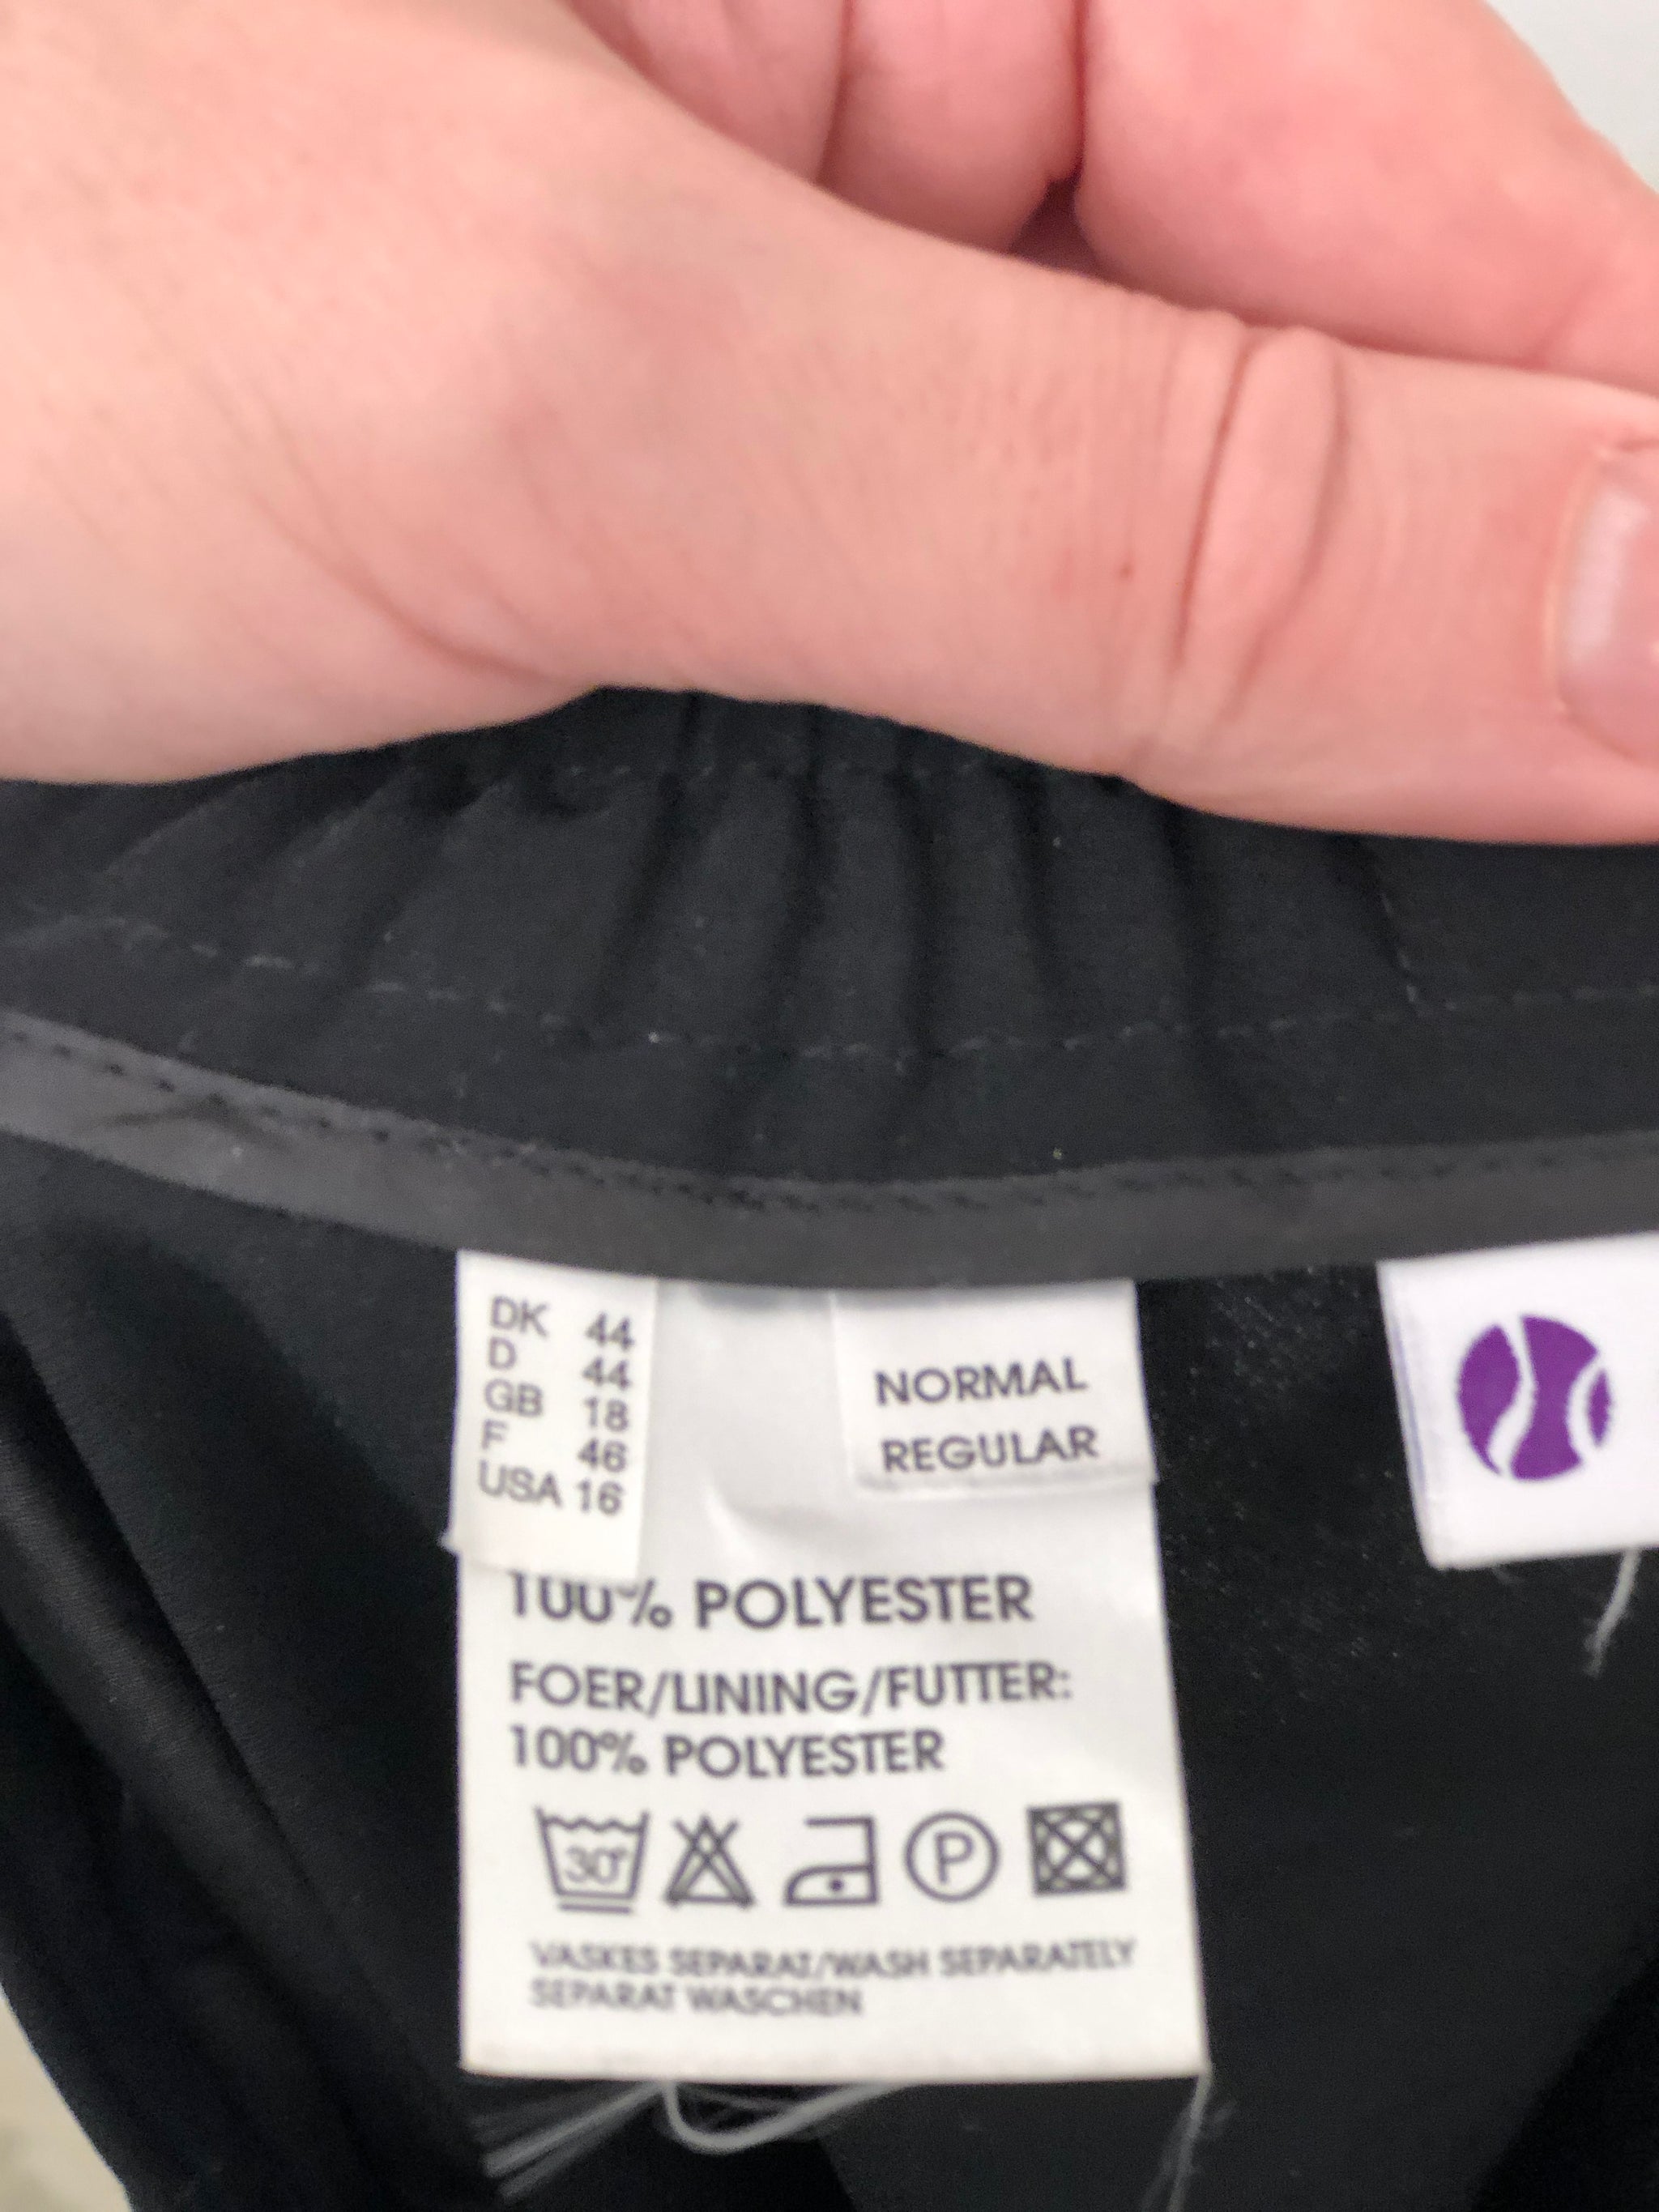 DK 44
D 44
GB 18
F 46
USA 16
NORMAL
REGULAR
100% POLYESTER
FOER/LINING/FUTTER:
100% POLYESTER
30°
P
VASKES SEPARAT/WASH SEPARATELY
SEPARAT WASCHEN